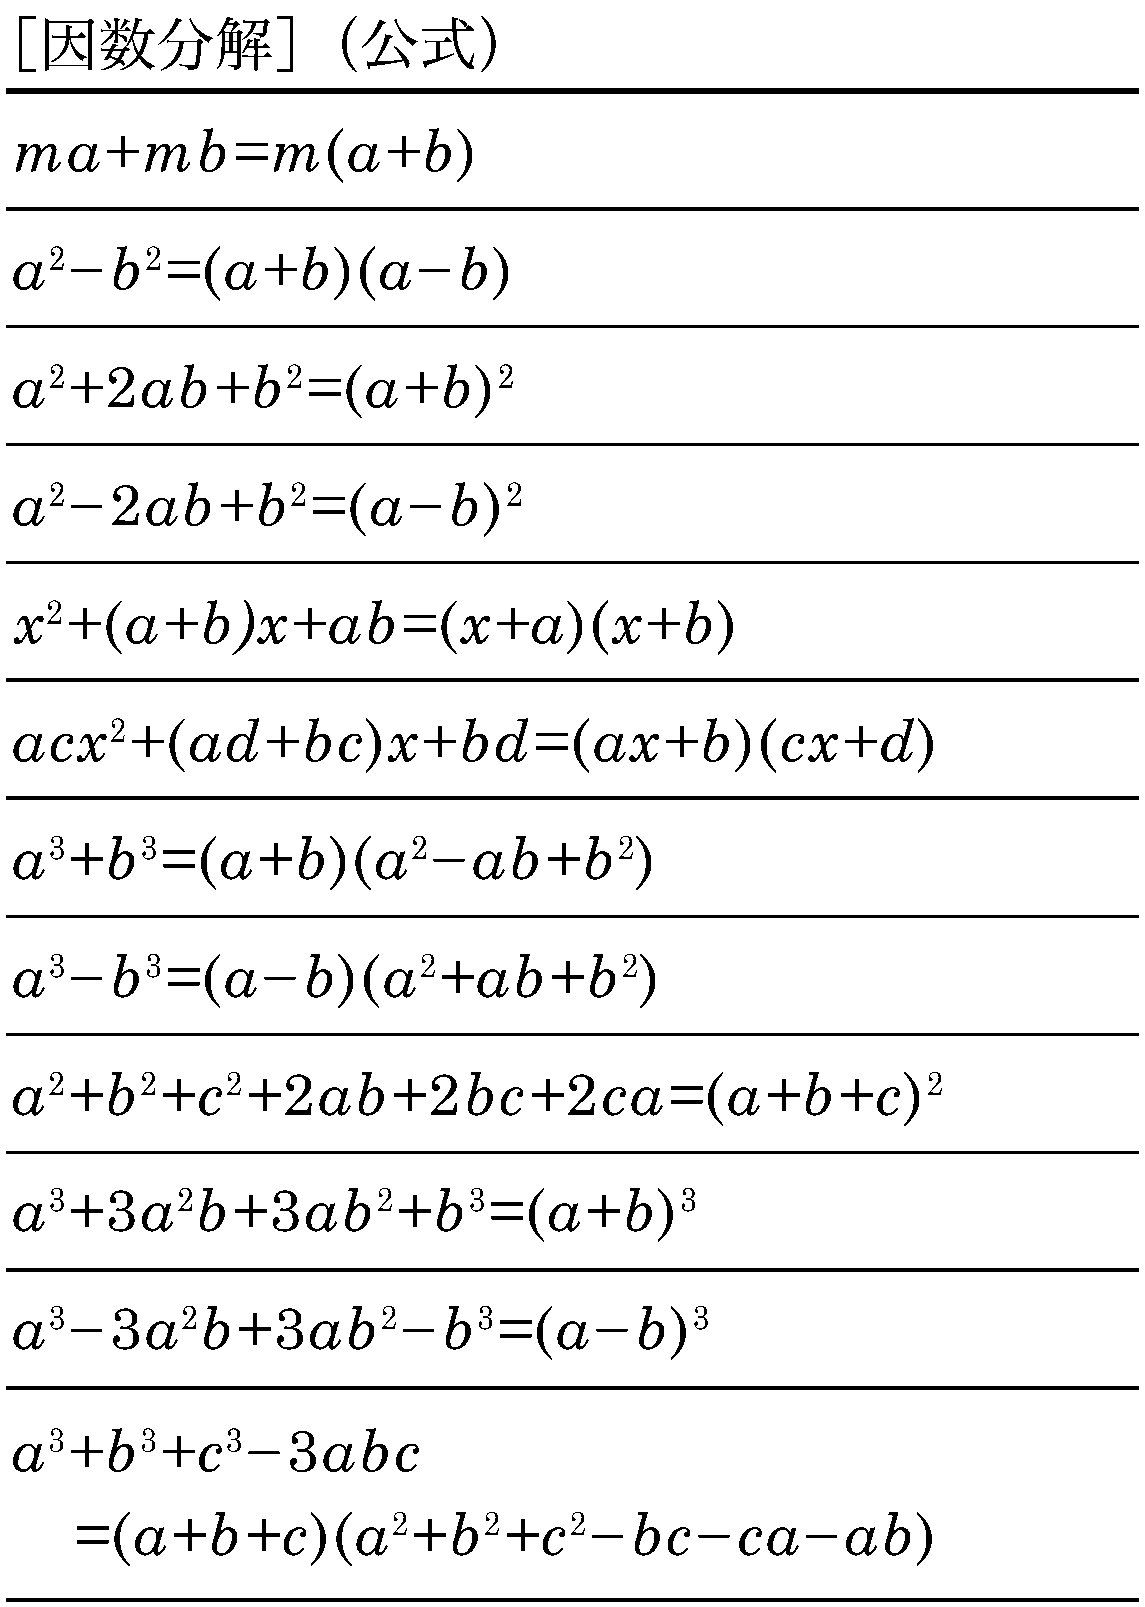 ［因数分解］（公式）
ma+mb=m(a+b)
a²−b²=(a+b)(a−b)
a²+2ab+b²=(a+b)²
a²−2ab+b²=(a−b)²
x²+(a+b)x+ab=(x+a)(x+b)
acx²+(ad+bc)x+bd=(ax+b)(cx+d)
a³+b³=(a+b)(a²−ab+b²)
a³−b³=(a−b)(a²+ab+b²)
a²+b²+c²+2ab+2bc+2ca=(a+b+c)²
a³+3a²b+3ab²+b³=(a+b)³
a³−3a²b+3ab²−b³=(a−b)³
a³+b³+c³−3abc
=(a+b+c)(a²+b²+c²−bc−ca−ab)